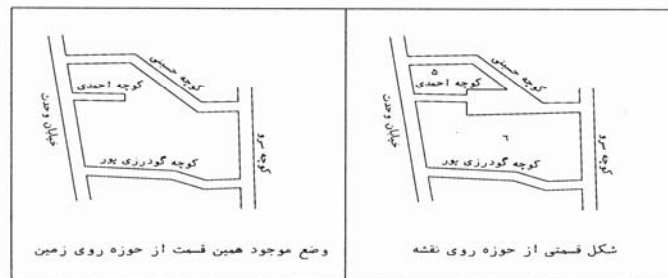 کوچه حسینی
۵
کوچه احمدی
خیابان وحدت
کوچه سرو
۶
کوچه گودرزی پور
شکل قسمتی از حوزه روی نقشه
کوچه حسینی
کوچه احمدی
خیابان وحدت
کوچه سرو
کوچه گودرزی پور
وضع موجود همین قسمت از حوزه روی زمین